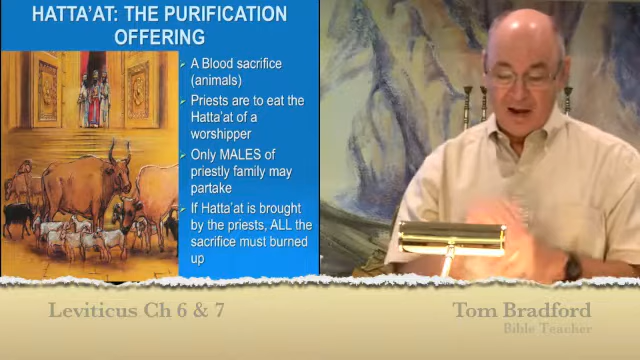 HATTA'AT: THE PURIFICATION
OFFERING
A Blood sacrifice
(animals)
Priests are to eat the
Hatta'at of a
worshipper
Only MALES of
priestly family may
partake
If Hatta'at is brought
by the priests, ALL the
sacrifice must burned
up
Leviticus Ch 6 & 7
Tom Bradford
Bible Teacher